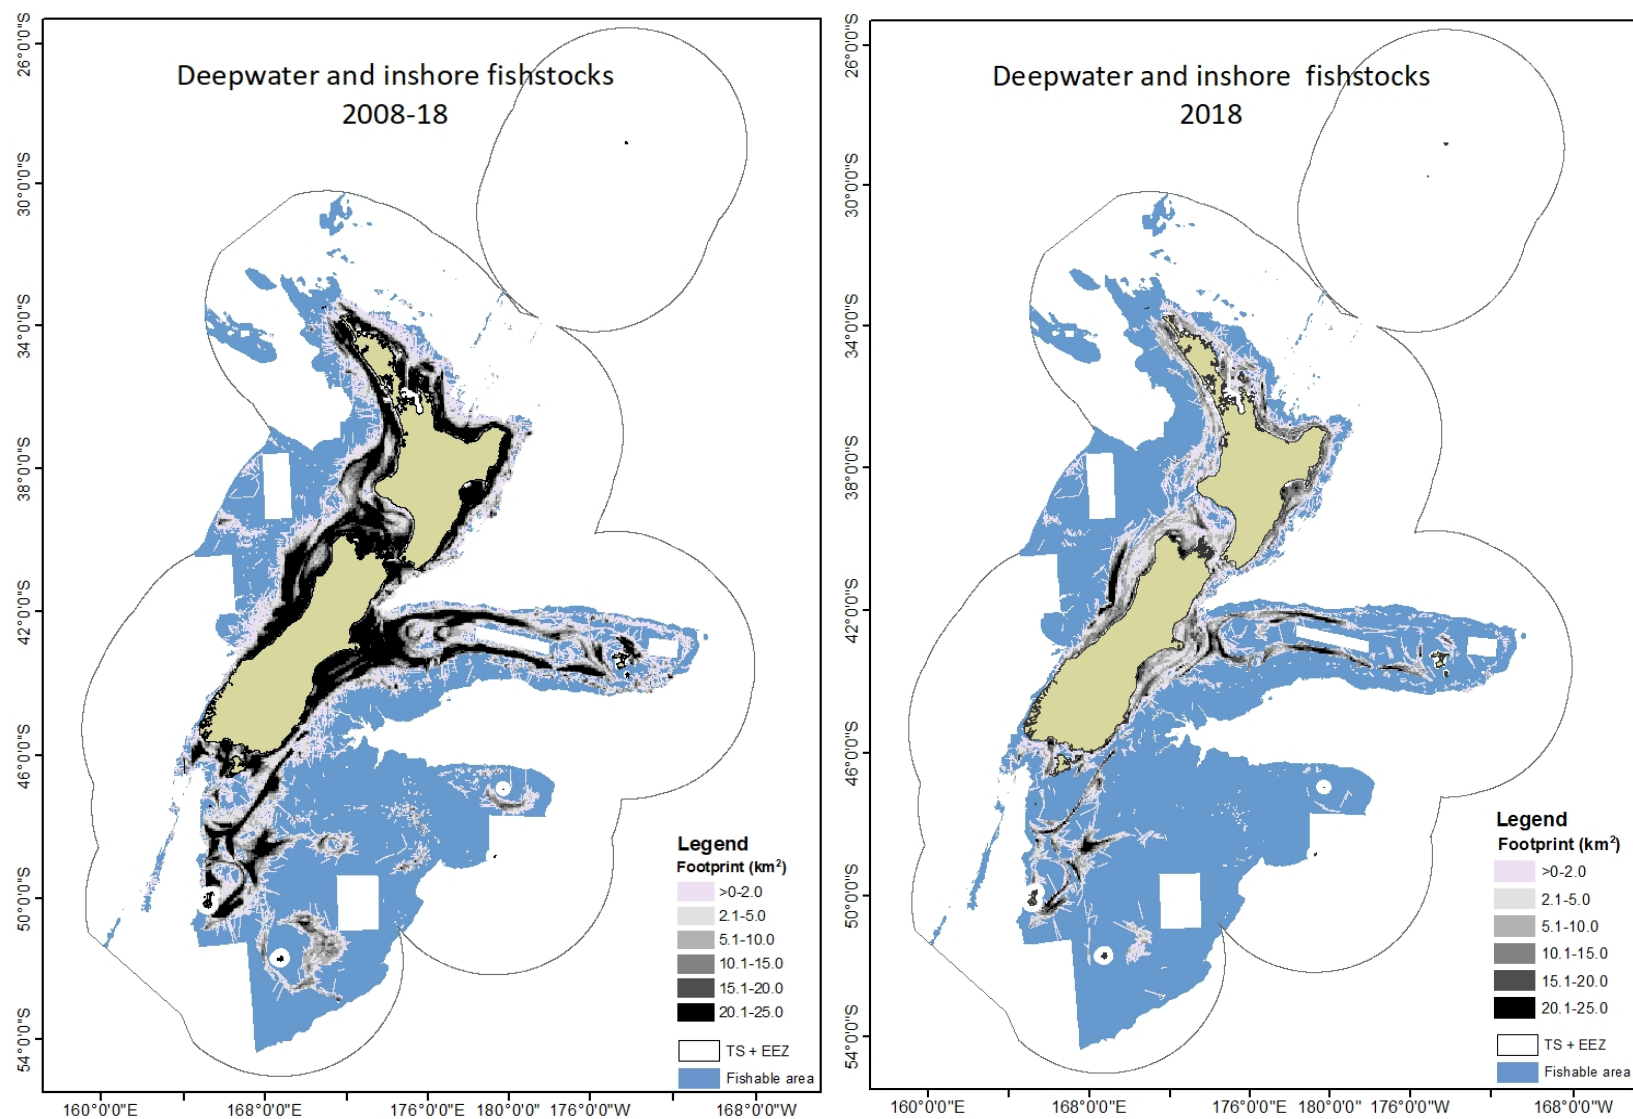 Deepwater and inshore fishstocks
2008-18
26°0'0"S
30°0'0"S
34°0'0"S
38°0'0"S
42°0'0"S
46°0'0"S
50°0'0"S
54°0'0"S
Legend
Footprint (km²)
>0-2.0
2.1-5.0
5.1-10.0
10.1-15.0
15.1-20.0
20.1-25.0
TS + EEZ
Fishable area
160°0'0"E
168°0'0"E
176°0'0"E
180°0'0"
176°0'0"W
168°0'0"W
Deepwater and inshore fishstocks
2018
26°0'0"S
30°0'0"S
34°0'0"S
38°0'0"S
42°0'0"S
46°0'0"S
50°0'0"S
54°0'0"S
Legend
Footprint (km²)
>0-2.0
2.1-5.0
5.1-10.0
10.1-15.0
15.1-20.0
20.1-25.0
TS + EEZ
Fishable area
160°0'0"E
168°0'0"E
176°0'0"E
180°0'0"
176°0'0"W
168°0'0"W